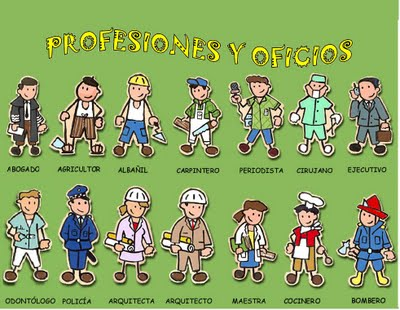 PROFESIONES Y OFICIOS
ABOGADO AGRICULTOR ALBAÑIL CARPINTERO PERIODISTA CIRUJANO EJECUTIVO
ODONTÓLOGO POLICÍA ARQUITECTA ARQUITECTO MAESTRA COCINERO BOMBERO